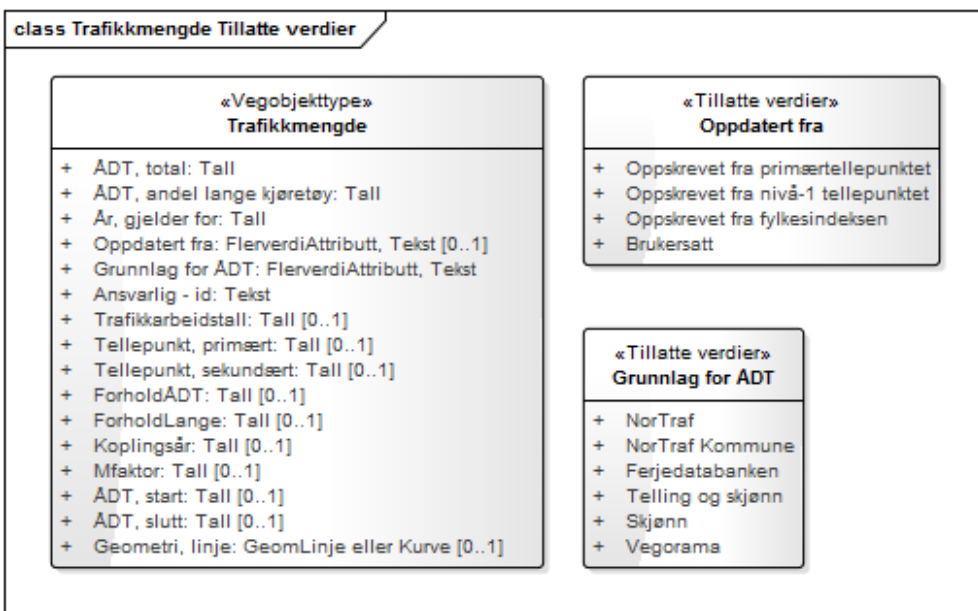 class Trafikkmengde Tillatte verdier
«Vegobjekttype»
Trafikkmengde
+ ÅDT, total: Tall
+ ÅDT, andel lange kjøretøy: Tall
+ År, gjelder for: Tall
+ Oppdatert fra: FlerverdiAttributt, Tekst [0..1]
+ Grunnlag for ÅDT: FlerverdiAttributt, Tekst
+ Ansvarlig - id: Tekst
+ Trafikkarbeidstall: Tall [0..1]
+ Tellepunkt, primært: Tall [0..1]
+ Tellepunkt, sekundært: Tall [0..1]
+ ForholdÅDT: Tall [0..1]
+ ForholdLange: Tall [0..1]
+ Koplingsår: Tall [0..1]
+ Mfaktor: Tall [0..1]
+ ÅDT, start: Tall [0..1]
+ ÅDT, slutt: Tall [0..1]
+ Geometri, linje: GeomLinje eller Kurve [0..1]
«Tillatte verdier»
Oppdatert fra
+ Oppskrevet fra primærtellepunktet
+ Oppskrevet fra nivå-1 tellepunktet
+ Oppskrevet fra fylkesindeksen
+ Brukersatt
«Tillatte verdier»
Grunnlag for ÅDT
+ NorTraf
+ NorTraf Kommune
+ Ferjedatabanken
+ Telling og skjønn
+ Skjønn
+ Vegorama